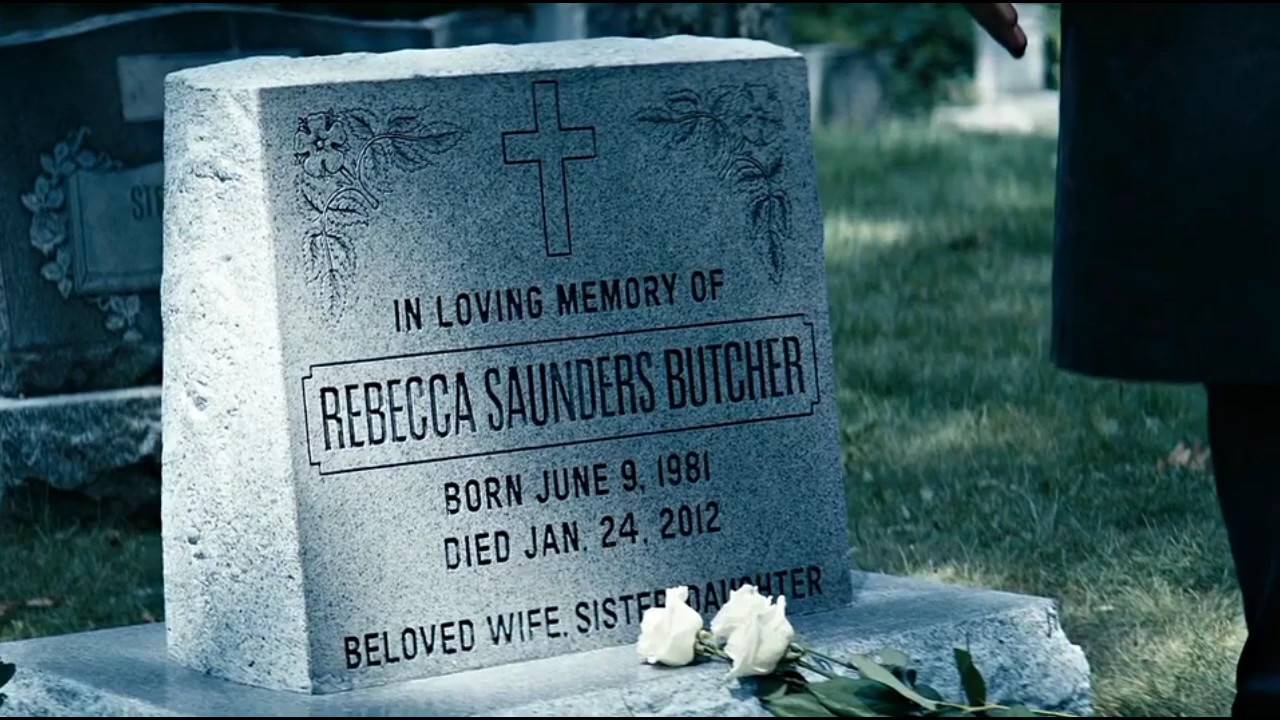 IN LOVING MEMORY OF
REBECCA SAUNDERS BUTCHER
BORN JUNE 9, 1981
DIED JAN. 24, 2012
BELOVED WIFE, SISTER, DAUGHTER